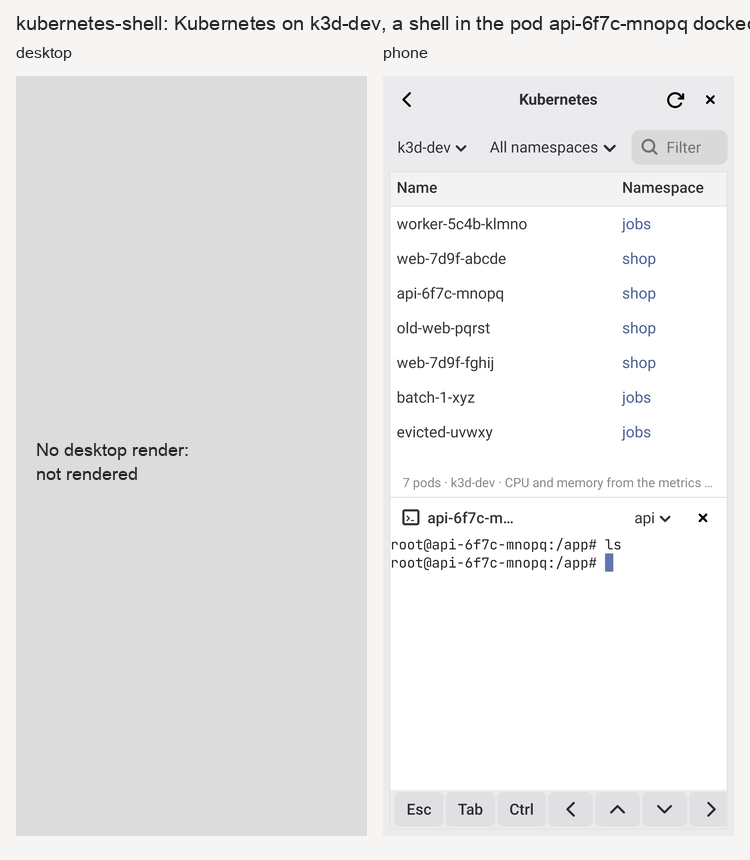 kubernetes-shell: Kubernetes on k3d-dev, a shell in the pod api-6f7c-mnopq docked
desktop
phone
No desktop render:
not rendered
Kubernetes
k3d-dev
All namespaces
Filter
Name Namespace
worker-5c4b-klmno jobs
web-7d9f-abcde shop
api-6f7c-mnopq shop
old-web-pqrst shop
web-7d9f-fghij shop
batch-1-xyz jobs
evicted-uvwxy jobs
7 pods · k3d-dev · CPU and memory from the metrics …
api-6f7c-m… api
root@api-6f7c-mnopq:/app# ls
root@api-6f7c-mnopq:/app#
Esc Tab Ctrl